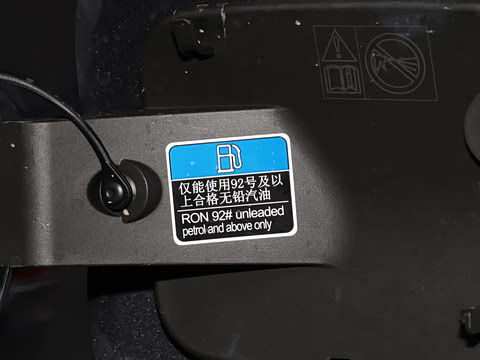 仅能使用92号及以
上合格无铅汽油
RON 92# unleaded
petrol and above only